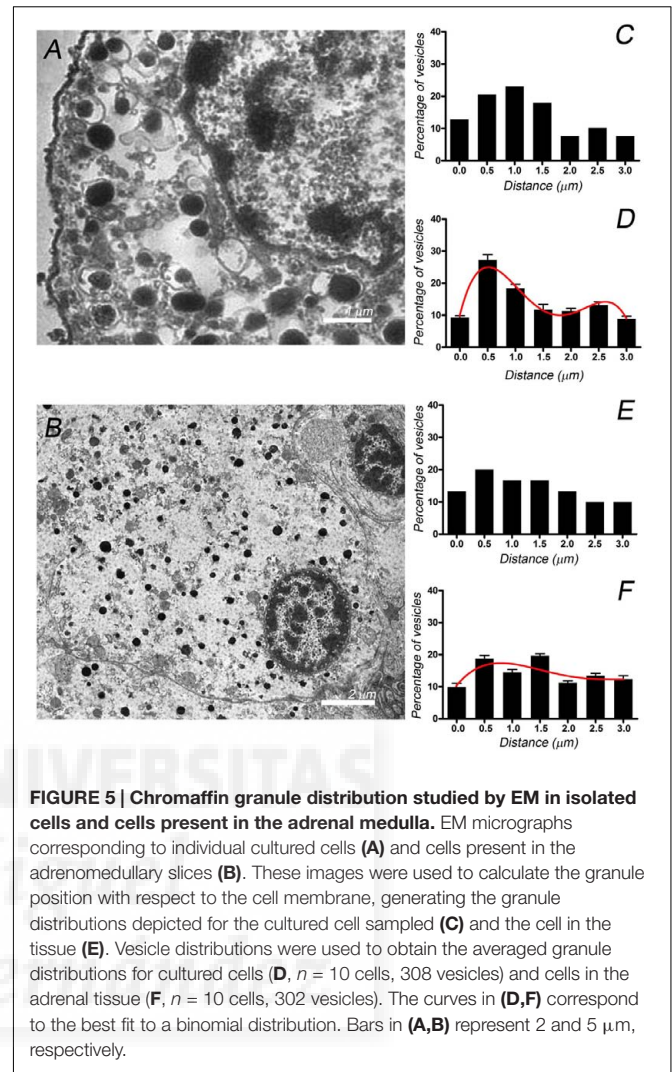 A
1 μm
C
Percentage of vesicles
40
30
20
10
0
0.0 0.5 1.0 1.5 2.0 2.5 3.0
Distance (μm)
D
Percentage of vesicles
40
30
20
10
0
0.0 0.5 1.0 1.5 2.0 2.5 3.0
Distance (μm)
B
2 μm
E
Percentage of vesicles
40
30
20
10
0
0.0 0.5 1.0 1.5 2.0 2.5 3.0
Distance (μm)
F
Percentage of vesicles
40
30
20
10
0
0.0 0.5 1.0 1.5 2.0 2.5 3.0
Distance (μm)
UNIVERSITAS
Miguel
Hernández
FIGURE 5 | Chromaffin granule distribution studied by EM in isolated
cells and cells present in the adrenal medulla. EM micrographs
corresponding to individual cultured cells (A) and cells present in the
adrenomedullary slices (B). These images were used to calculate the granule
position with respect to the cell membrane, generating the granule
distributions depicted for the cultured cell sampled (C) and the cell in the
tissue (E). Vesicle distributions were used to obtain the averaged granule
distributions for cultured cells (D, n = 10 cells, 308 vesicles) and cells in the
adrenal tissue (F, n = 10 cells, 302 vesicles). The curves in (D,F) correspond
to the best fit to a binomial distribution. Bars in (A,B) represent 2 and 5 μm,
respectively.